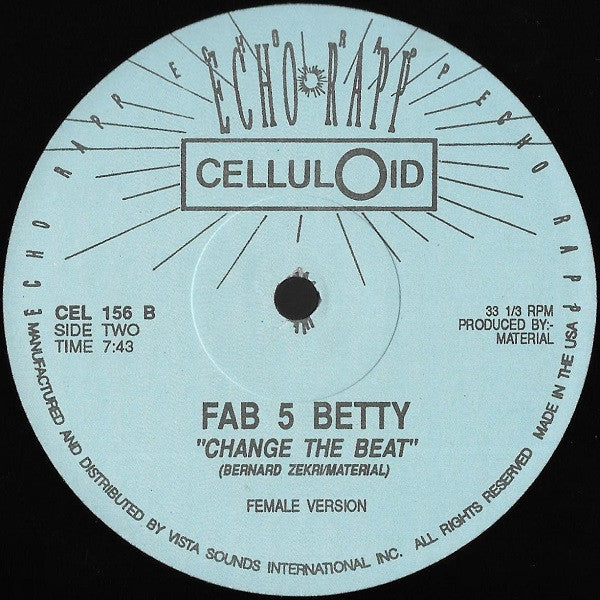 ECHO RAPP ECHO RAPP ECHO RAPP
ECHO RAPP
CELLULOID
CEL 156 B
SIDE TWO
TIME 7:43
33 1/3 RPM
PRODUCED BY:-
MATERIAL
FAB 5 BETTY
"CHANGE THE BEAT"
(BERNARD ZEKRI/MATERIAL)
FEMALE VERSION
MANUFACTURED AND DISTRIBUTED BY VISTA SOUNDS INTERNATIONAL INC. ALL RIGHTS RESERVED MADE IN THE USA